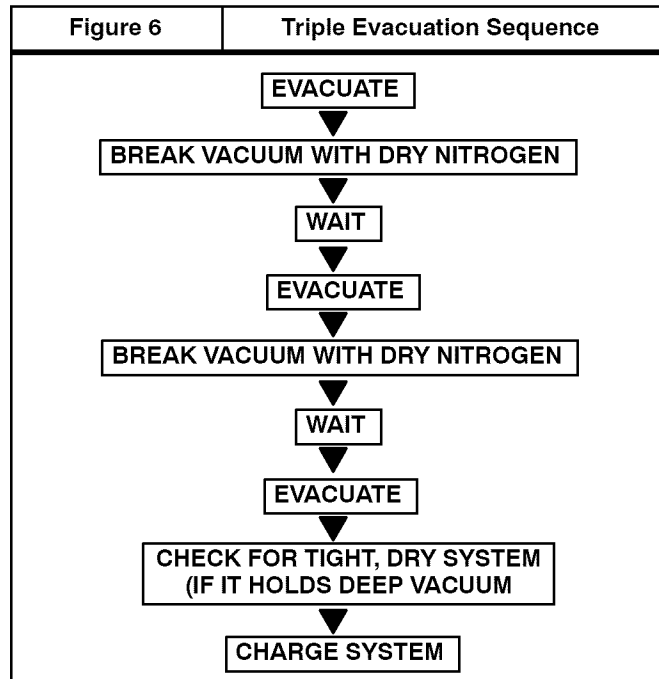 Figure 6 Triple Evacuation Sequence
EVACUATE
BREAK VACUUM WITH DRY NITROGEN
WAIT
EVACUATE
BREAK VACUUM WITH DRY NITROGEN
WAIT
EVACUATE
CHECK FOR TIGHT, DRY SYSTEM
(IF IT HOLDS DEEP VACUUM
CHARGE SYSTEM